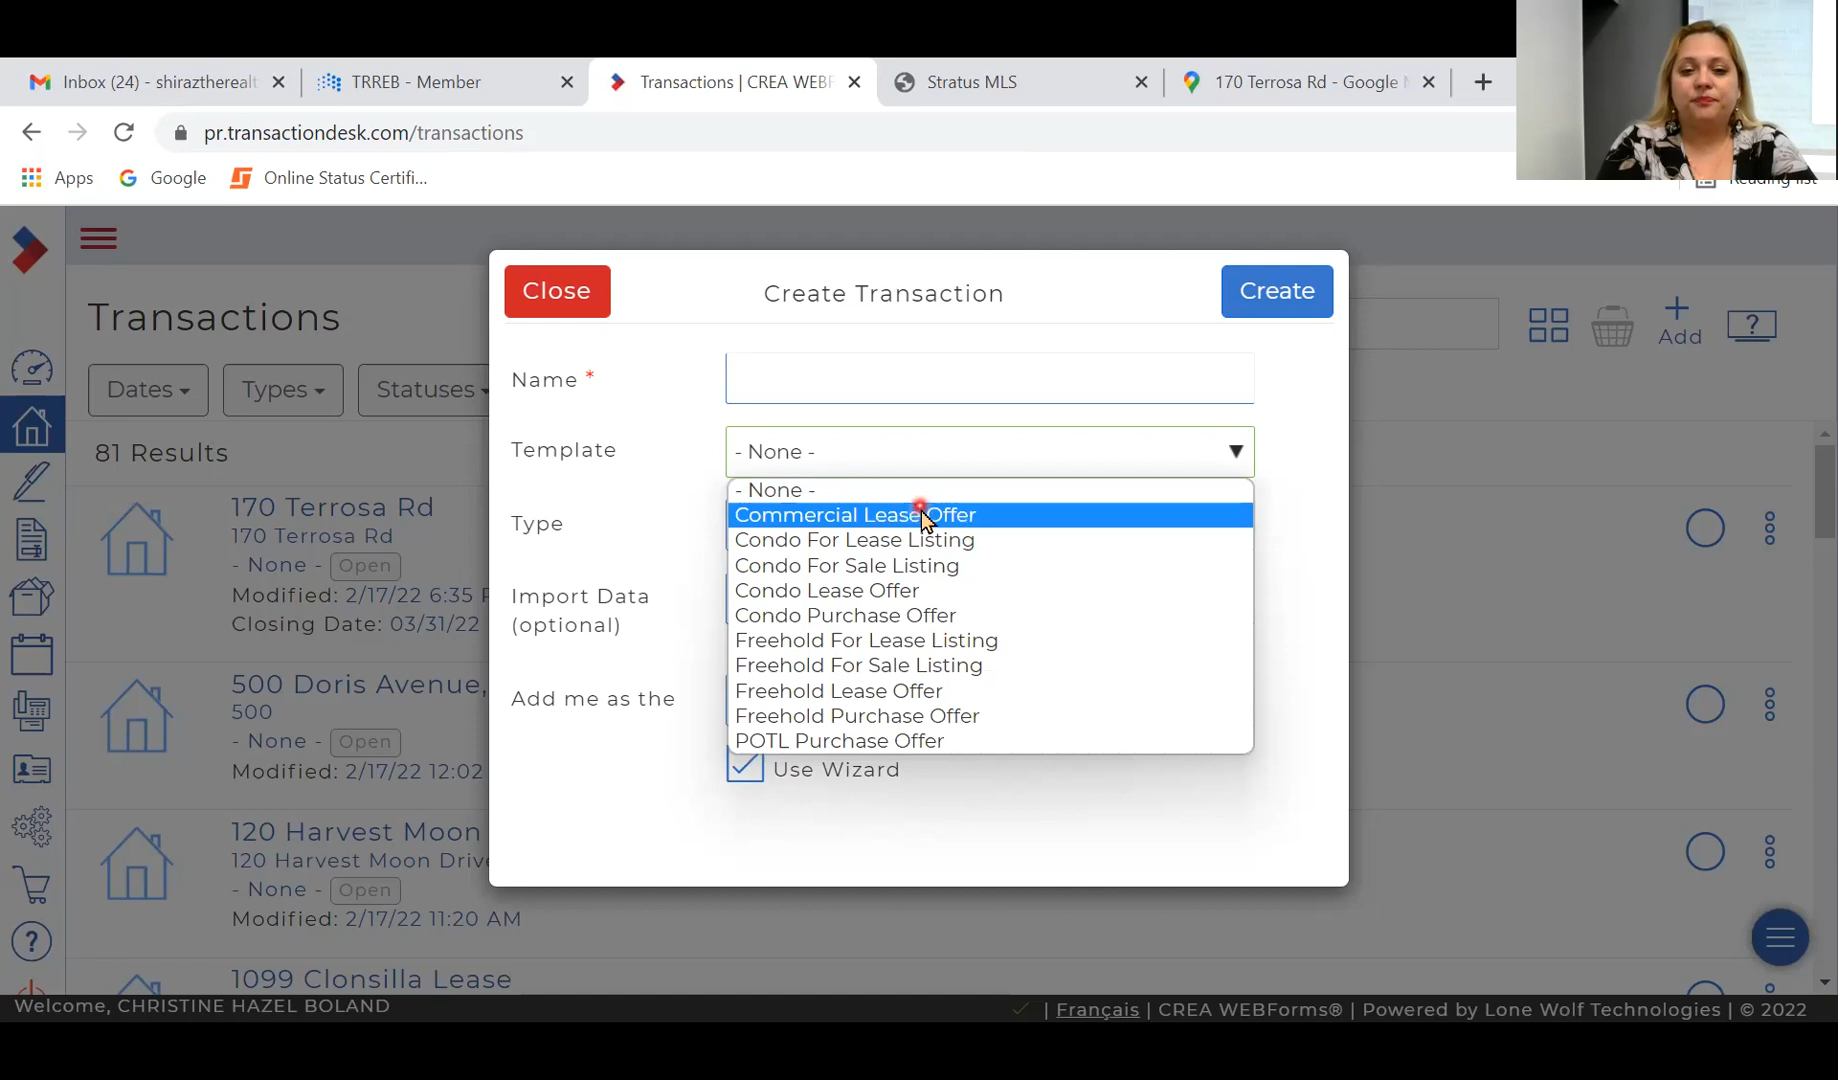 Inbox (24) - shiraztherealt
TRREB - Member
Transactions | CREA WEBF
Stratus MLS
170 Terrosa Rd - Google M
pr.transactiondesk.com/transactions
Apps
Google
Online Status Certifi...
Reading list
Close
Create Transaction
Create
Transactions
Add
Name *
Dates
Types
Statuses
Template
- None -
81 Results
- None -
Commercial Lease Offer
Condo For Lease Listing
Condo For Sale Listing
Condo Lease Offer
Condo Purchase Offer
Freehold For Lease Listing
Freehold For Sale Listing
Freehold Lease Offer
Freehold Purchase Offer
POTL Purchase Offer
Type
Import Data
(optional)
Add me as the
Use Wizard
170 Terrosa Rd
170 Terrosa Rd
- None - Open
Modified: 2/17/22 6:35 P
Closing Date: 03/31/22
500 Doris Avenue,
500
- None - Open
Modified: 2/17/22 12:02
120 Harvest Moon
120 Harvest Moon Drive
- None - Open
Modified: 2/17/22 11:20 AM
1099 Clonsilla Lease
Welcome, CHRISTINE HAZEL BOLAND
| Français | CREA WEBForms® | Powered by Lone Wolf Technologies | © 2022